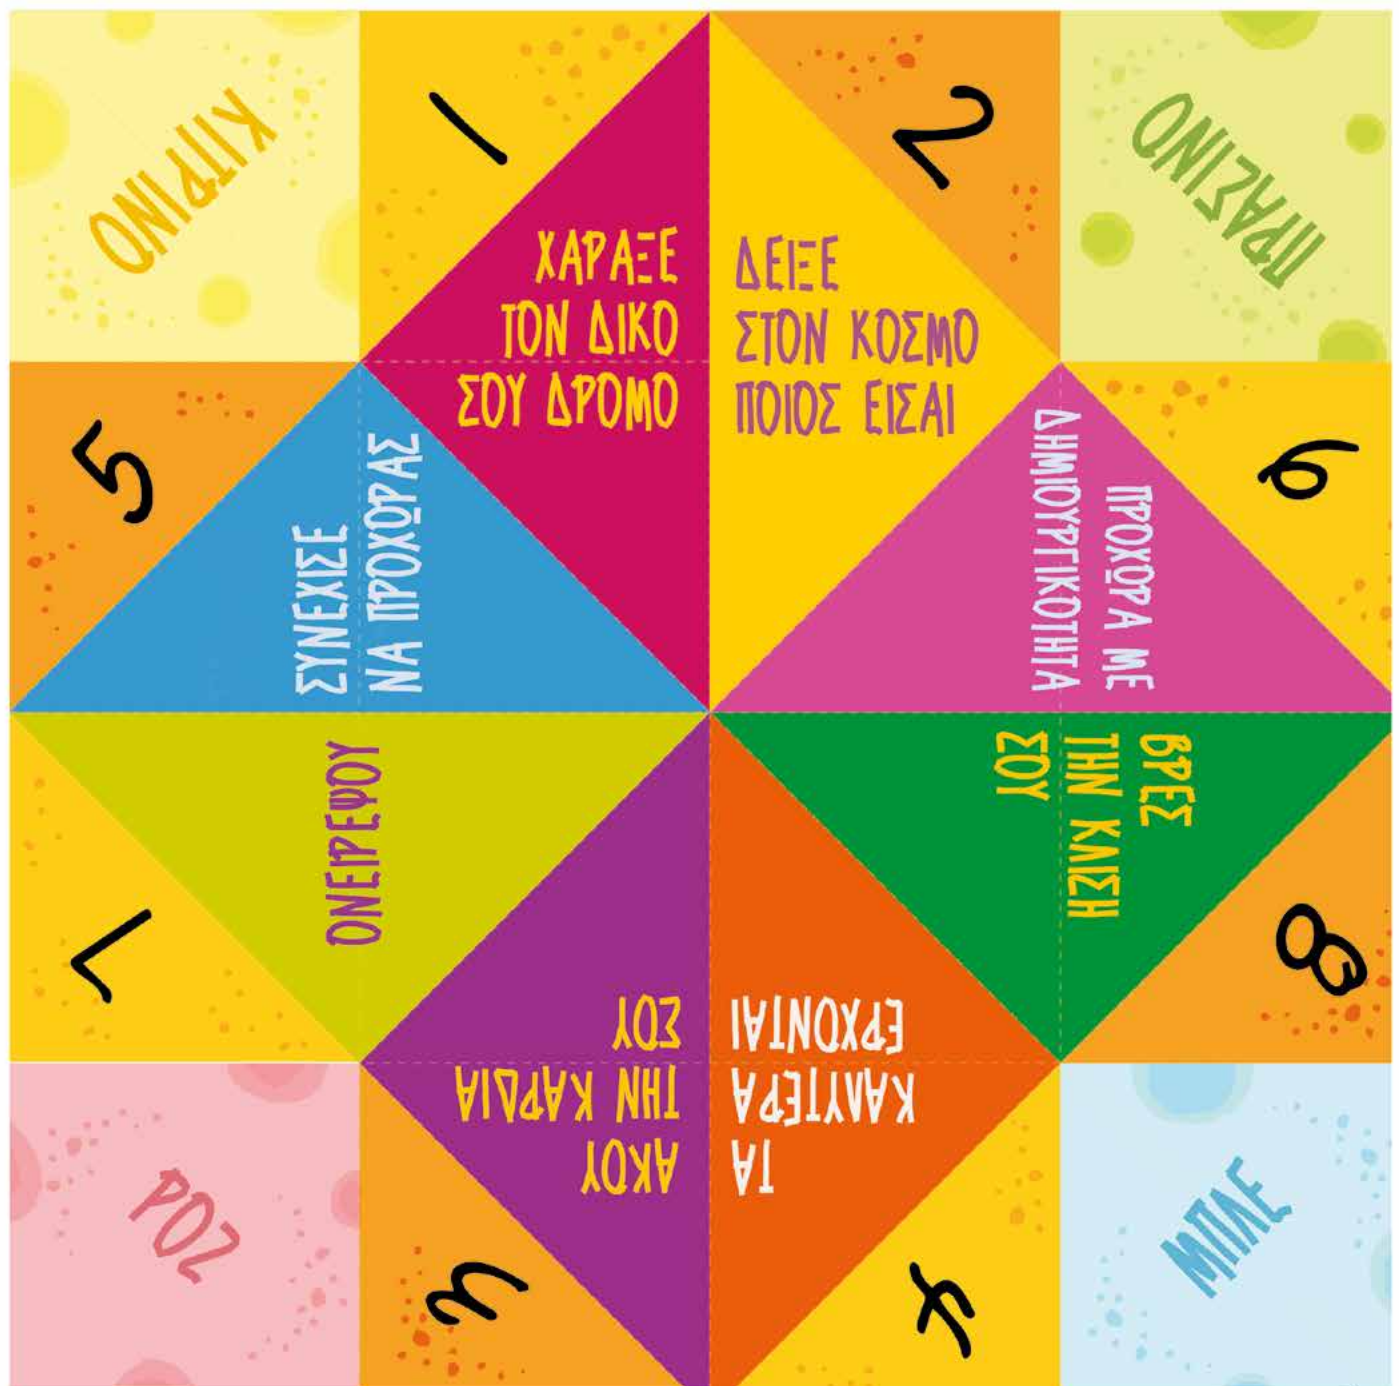 ΚΙΤΡΙΝΟ
1
2
ΠΡΑΣΙΝΟ
ΧΑΡΑΞΕ
ΤΟΝ ΔΙΚΟ
ΣΟΥ ΔΡΟΜΟ
ΔΕΙΞΕ
ΣΤΟΝ ΚΟΣΜΟ
ΠΟΙΟΣ ΕΙΣΑΙ
5
ΣΥΝΕΧΙΣΕ
ΝΑ ΠΡΟΧΩΡΑΣ
ΠΡΟΧΩΡΑ ΜΕ
ΔΗΜΙΟΥΡΓΙΚΟΤΗΤΑ
6
7
ΟΝΕΙΡΕΨΟΥ
ΒΡΕΣ
ΤΗΝ ΚΛΙΣΗ
ΣΟΥ
8
ΑΚΟΥ
ΤΗΝ ΚΑΡΔΙΑ
ΣΟΥ
ΤΑ
ΚΑΛΥΤΕΡΑ
ΕΡΧΟΝΤΑΙ
ΡΟΖ
3
4
ΜΠΛΕ